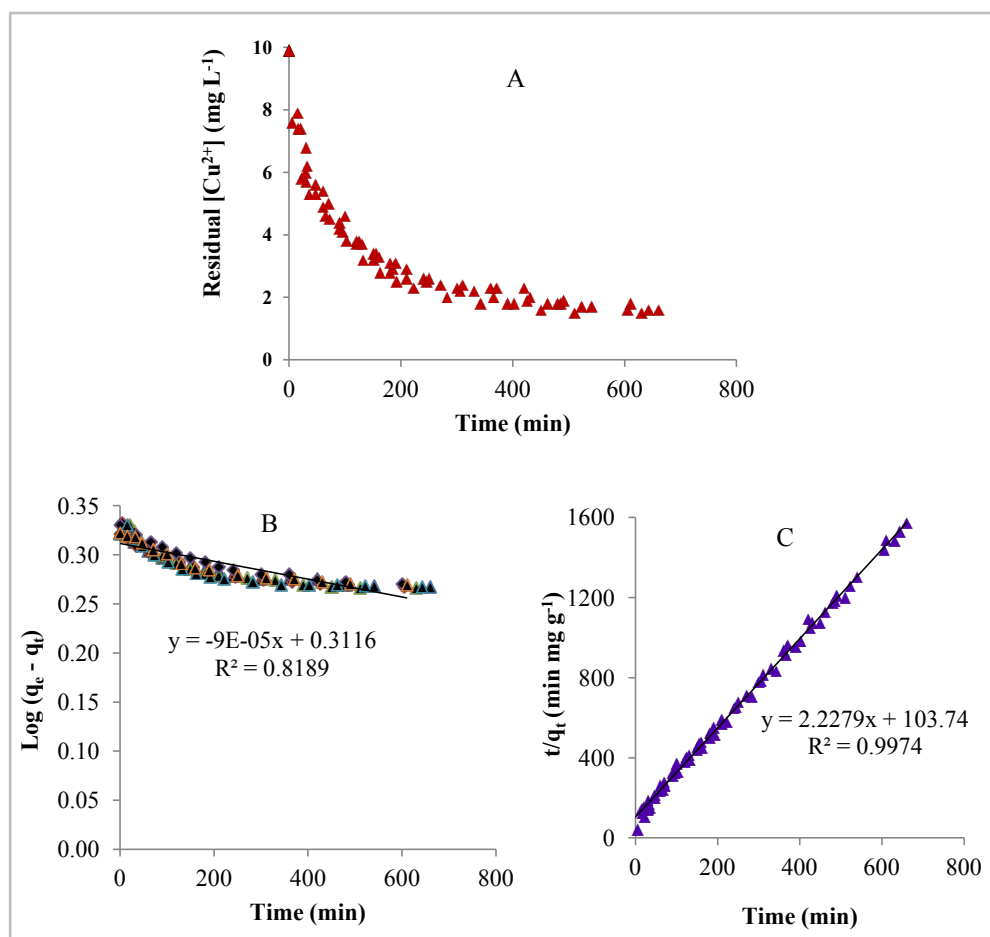 A
Residual [Cu²⁺] (mg L⁻¹)
10
8
6
4
2
0
0 200 400 600 800
Time (min)
B
Log (qₑ - qₜ)
0.35
0.30
0.25
0.20
0.15
0.10
0.05
0.00
y = -9E-05x + 0.3116
R² = 0.8189
0 200 400 600 800
Time (min)
C
t/qₜ (min mg g⁻¹)
1600
1200
800
400
0
y = 2.2279x + 103.74
R² = 0.9974
0 200 400 600 800
Time (min)